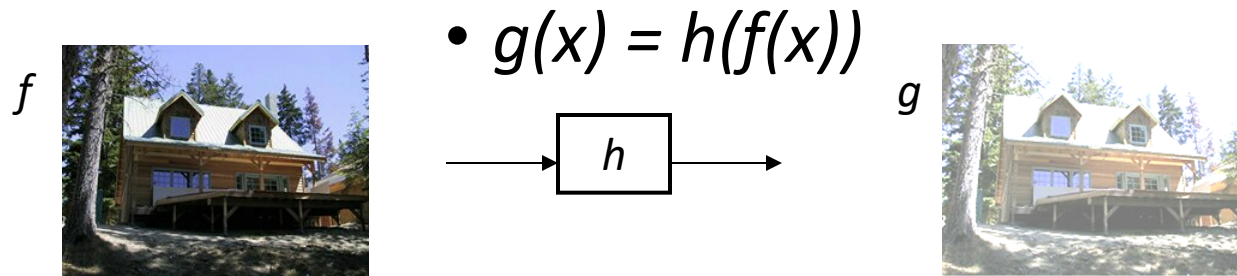 • g(x) = h(f(x))
f
h
g